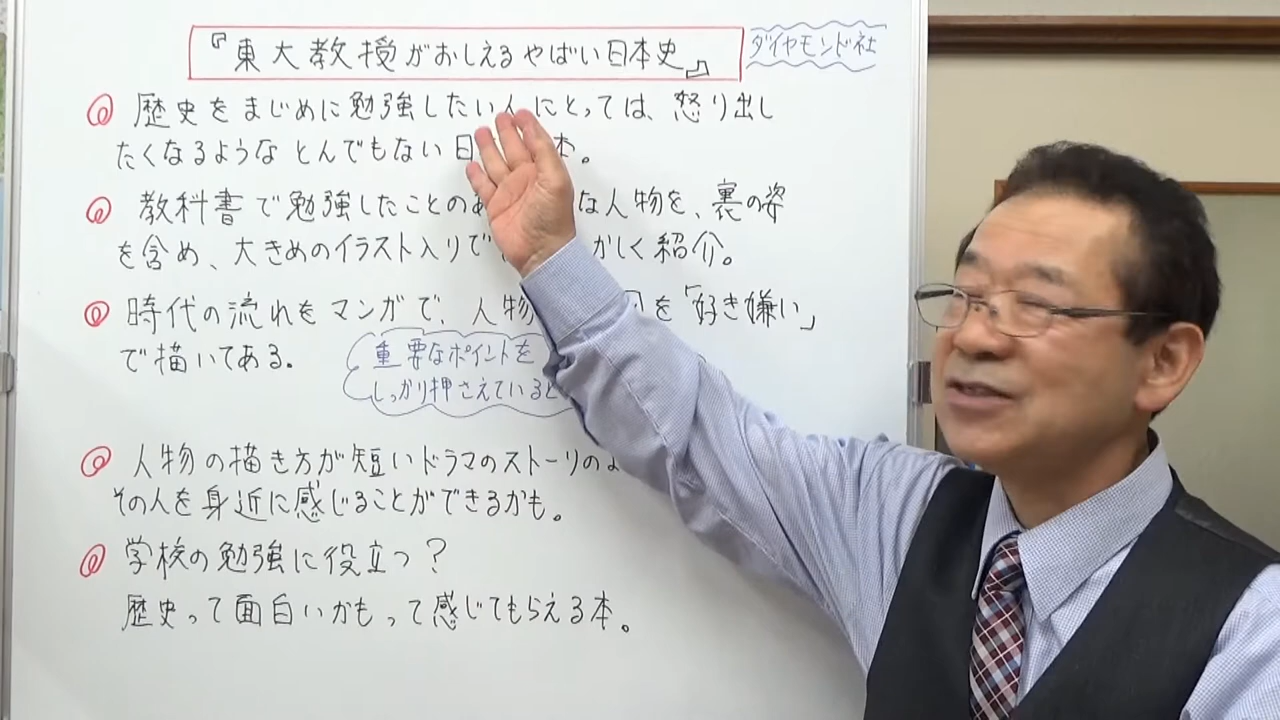 『東大教授がおしえるやばい日本史』 ダイヤモンド社
歴史をまじめに勉強したい人にとっては、怒り出し
たくなるようなとんでもない日 本。
教科書で勉強したことのあ な人物を、裏の姿
を含め、大きめのイラスト入りで かしく紹介。
時代の流れをマンガで、人物 を「好き嫌い」
で描いてある。
重要なポイントを
しっかり押さえていると
人物の描き方が短いドラマのストーリのよ
その人を身近に感じることができるかも。
学校の勉強に役立つ？
歴史って面白いかもって感じてもらえる本。